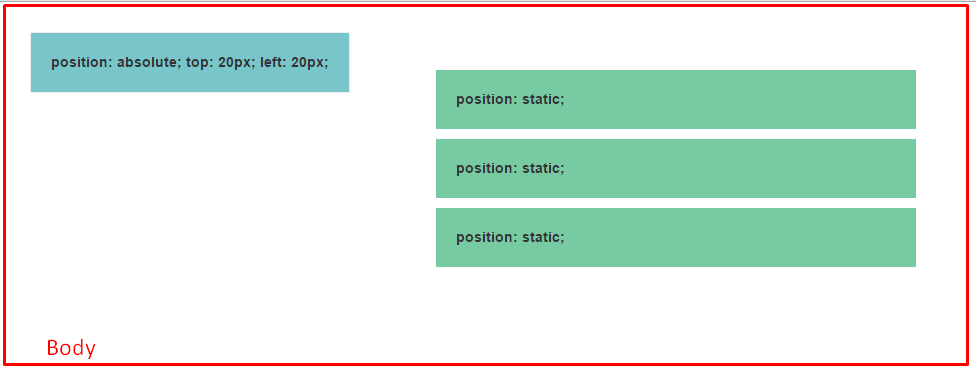 position: absolute; top: 20px; left: 20px;
position: static;
position: static;
position: static;
Body